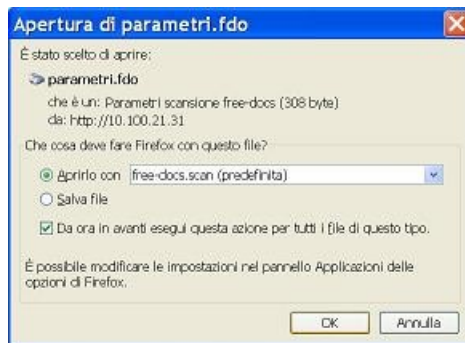 Apertura di parametri.fdo
È stato scelto di aprire:
parametri.fdo
che è un: Parametri scansione free-docs (308 byte)
da: http://10.100.21.31
Che cosa deve fare Firefox con questo file?
Aprirlo con free-docs.scan (predefinita)
Salva file
Da ora in avanti esegui questa azione per tutti i file di questo tipo.
È possibile modificare le impostazioni nel pannello Applicazioni delle
opzioni di Firefox.
OK Annulla